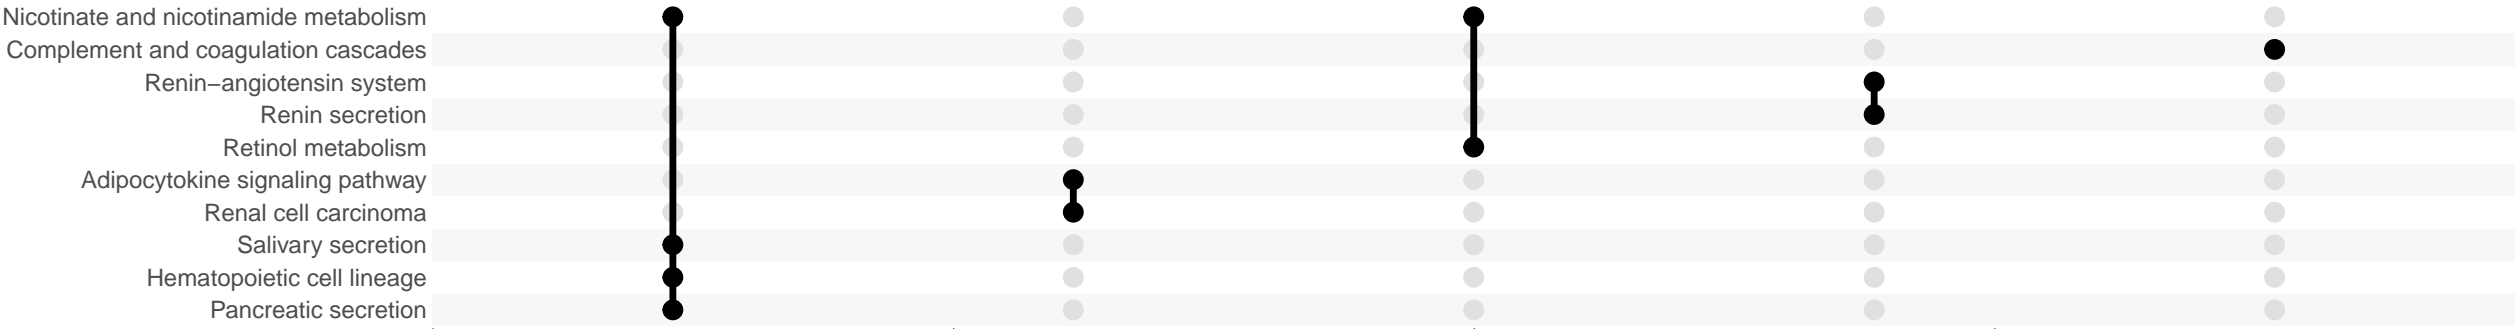 Nicotinate and nicotinamide metabolism
Complement and coagulation cascades
Renin−angiotensin system
Renin secretion
Retinol metabolism
Adipocytokine signaling pathway
Renal cell carcinoma
Salivary secretion
Hematopoietic cell lineage
Pancreatic secretion